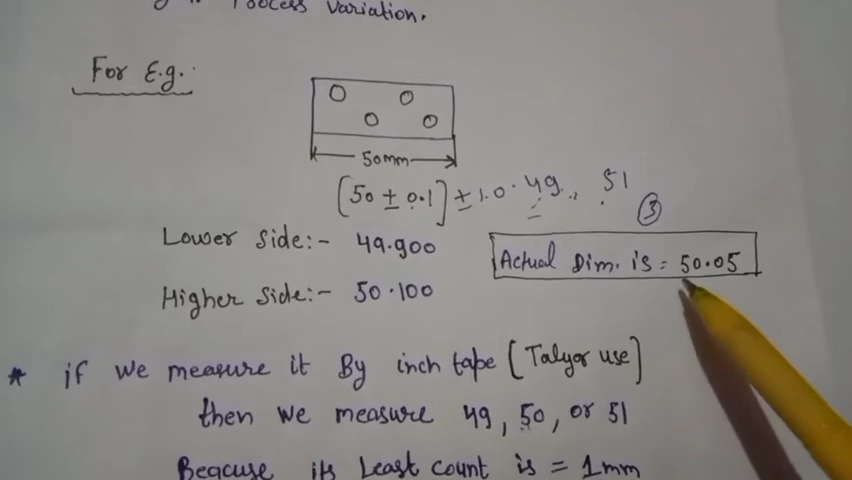 in Process Variation.
For E.g.:
50mm
[50 ± 0.1] ± 1.0. 49, 51
3
Lower Side:- 49.900
Actual Dim. is = 50.05
Higher Side:- 50.100
* if we measure it By inch tape [Talyor use]
then we measure 49, 50, or 51
Beacuse its Least count is = 1mm